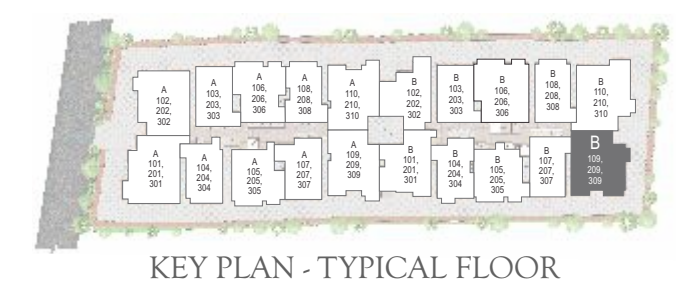 A
102,
202,
302
A
103,
203,
303
A
106,
206,
306
A
108,
208,
308
A
110,
210,
310
B
102,
202,
302
B
103,
203,
303
B
106,
206,
306
B
108,
208,
308
B
110,
210,
310
A
101,
201,
301
A
104,
204,
304
A
105,
205,
305
A
107,
207,
307
A
109,
209,
309
B
101,
201,
301
B
104,
204,
304
B
105,
205,
305
B
107,
207,
307
B
109,
209,
309
KEY PLAN - TYPICAL FLOOR